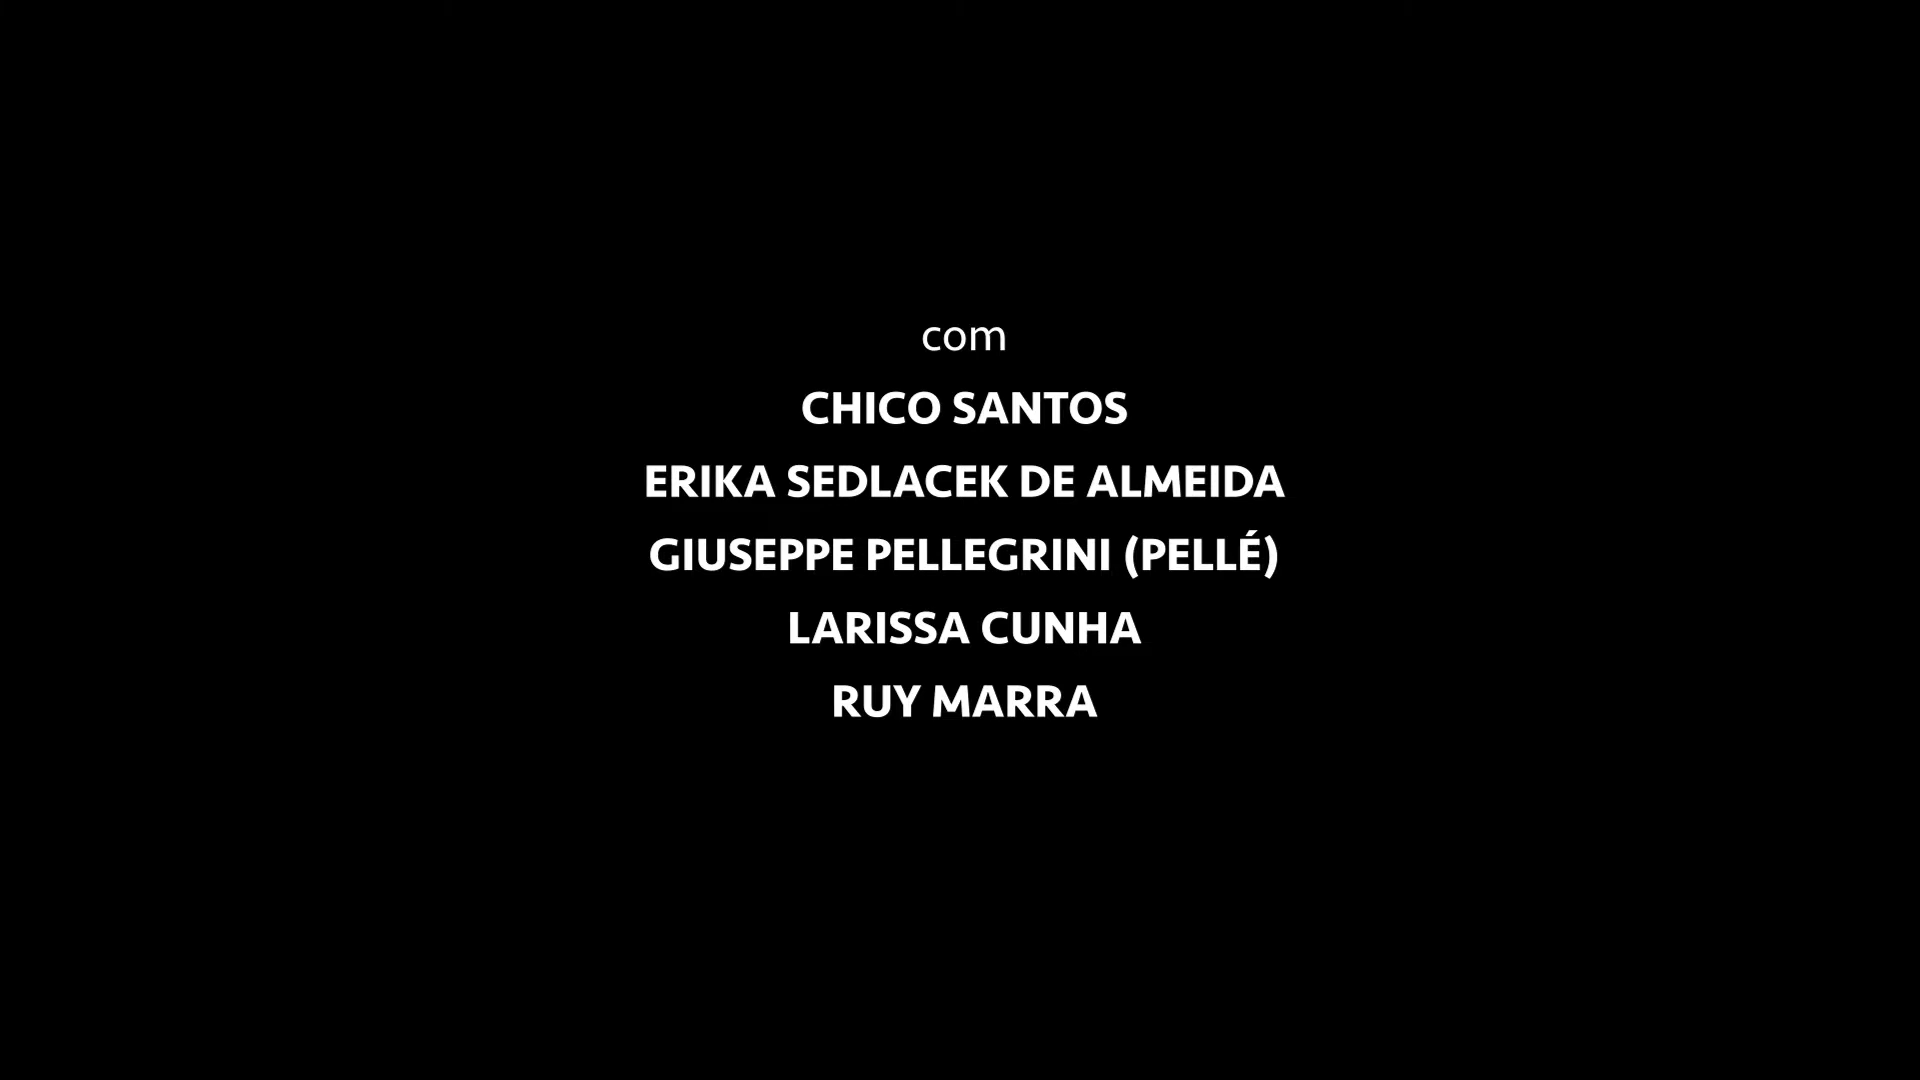 com
CHICO SANTOS
ERIKA SEDLACEK DE ALMEIDA
GIUSEPPE PELLEGRINI (PELLÉ)
LARISSA CUNHA
RUY MARRA